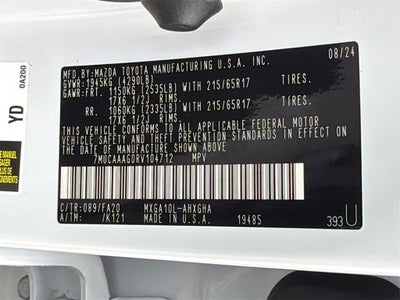 MFD.BY:MAZDA TOYOTA MANUFACTURING U.S.A. INC. 08/24
GVWR:1945KG (4290LB)
GAWR:FRT. 1150KG (2535LB) WITH 215/65R17 TIRES.
17X6 1/2J RIMS.
RR. 1060KG (2335LB) WITH 215/65R17 TIRES.
17X6 1/2J RIMS.
THIS VEHICLE CONFORMS TO ALL APPLICABLE FEDERAL MOTOR
VEHICLE SAFETY AND THEFT PREVENTION STANDARDS IN EFFECT ON
THE DATE OF MANUFACTURE SHOWN ABOVE.
7MUCAAAG0RV104712 MPV
C/TR:089/FA20 MXGA10L-AHXGHA
A/TM: /K121 MADE IN U.S.A. 19485 393U
0A200
YD